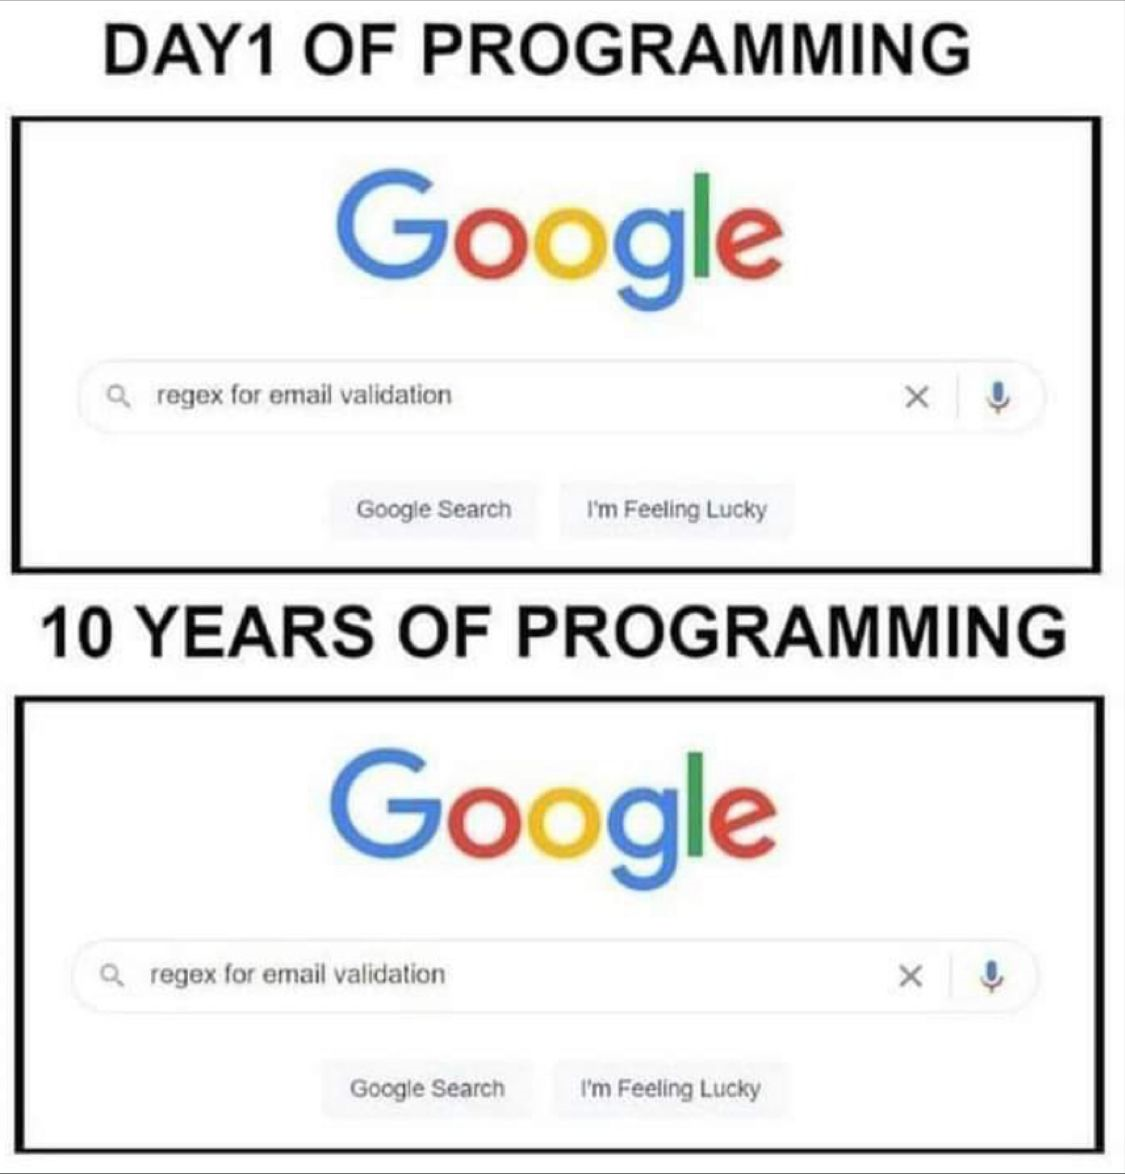 DAY1 OF PROGRAMMING
Google
regex for email validation
Google Search I'm Feeling Lucky
10 YEARS OF PROGRAMMING
Google
regex for email validation
Google Search I'm Feeling Lucky